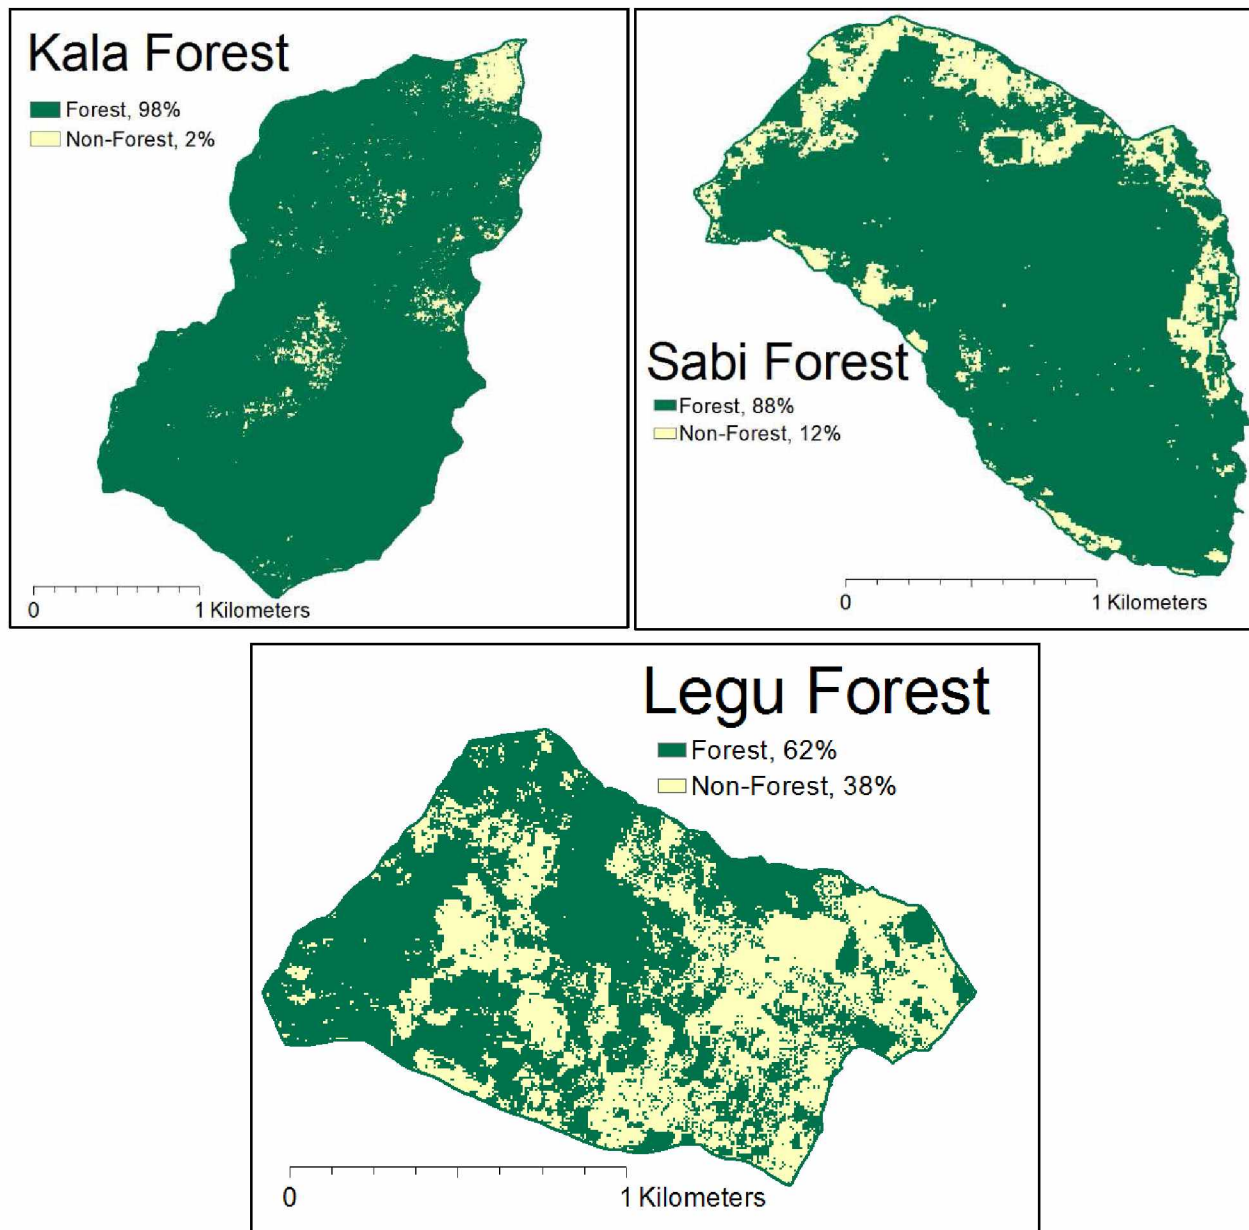 Kala Forest
Forest, 98%
Non-Forest, 2%
0 1 Kilometers
Sabi Forest
Forest, 88%
Non-Forest, 12%
0 1 Kilometers
Legu Forest
Forest, 62%
Non-Forest, 38%
0 1 Kilometers